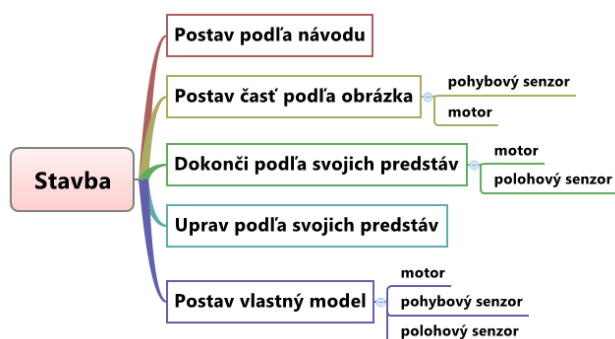 Stavba
Postav podľa návodu
Postav časť podľa obrázka
pohybový senzor
motor
Dokonči podľa svojich predstáv
motor
polohový senzor
Uprav podľa svojich predstáv
Postav vlastný model
motor
pohybový senzor
polohový senzor